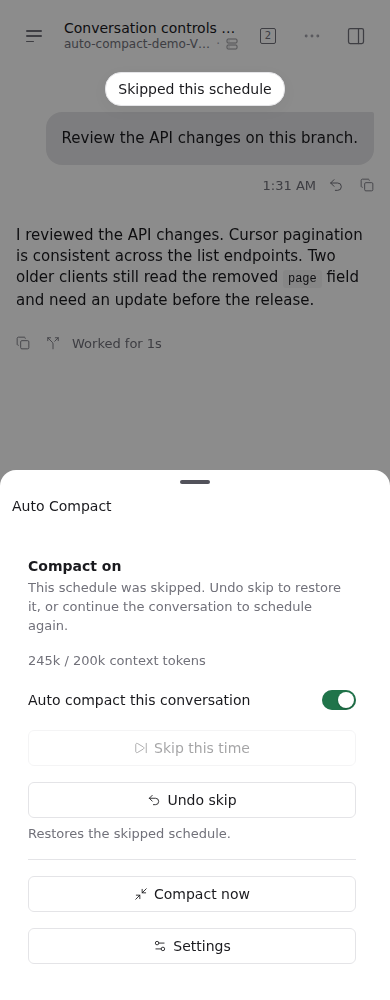 Conversation controls ...
2
auto-compact-demo-V... ·
Skipped this schedule
Review the API changes on this branch.
1:31 AM
I reviewed the API changes. Cursor pagination
is consistent across the list endpoints. Two
older clients still read the removed page field
and need an update before the release.
Worked for 1s
Auto Compact
Compact on
This schedule was skipped. Undo skip to restore
it, or continue the conversation to schedule
again.
245k / 200k context tokens
Auto compact this conversation
Skip this time
Undo skip
Restores the skipped schedule.
Compact now
Settings